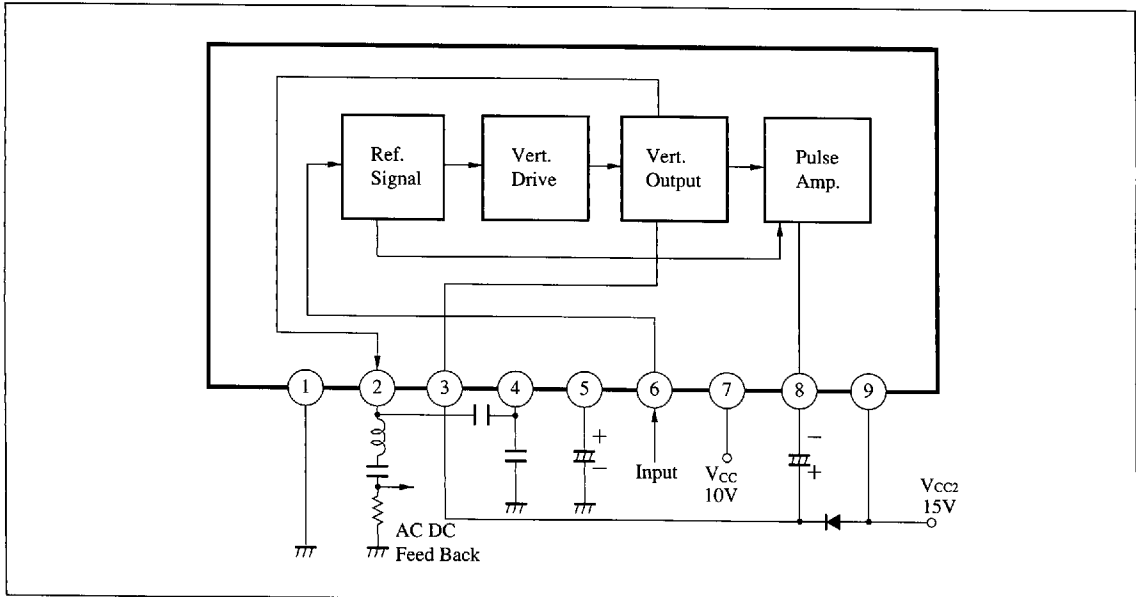 Ref.
Signal
Vert.
Drive
Vert.
Output
Pulse
Amp.
1 2 3 4 5 6 7 8 9
+
−
−
+
Input
VCC
10V
VCC2
15V
AC DC
Feed Back